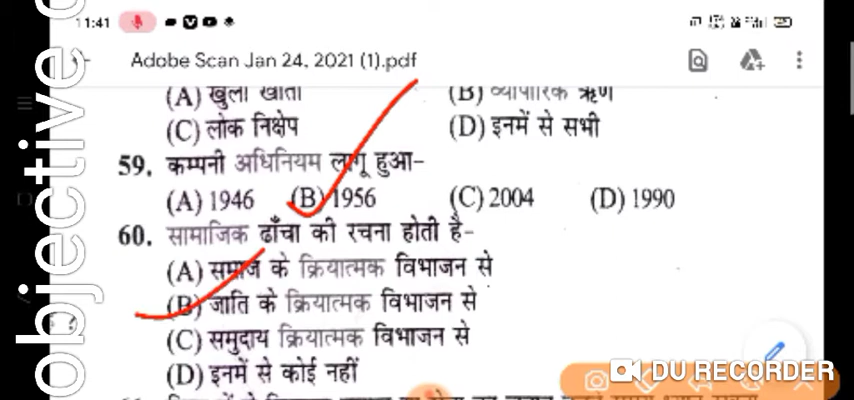 11:41
Adobe Scan Jan 24, 2021 (1).pdf
(A) खुला खाता (B) व्यापारिक ऋण
(C) लोक निक्षेप (D) इनमें से सभी
59. कम्पनी अधिनियम लागू हुआ-
(A) 1946 (B) 1956 (C) 2004 (D) 1990
60. सामाजिक ढाँचा की रचना होती है-
(A) समाज के क्रियात्मक विभाजन से
(B) जाति के क्रियात्मक विभाजन से
(C) समुदाय क्रियात्मक विभाजन से
(D) इनमें से कोई नहीं
objective
DU RECORDER